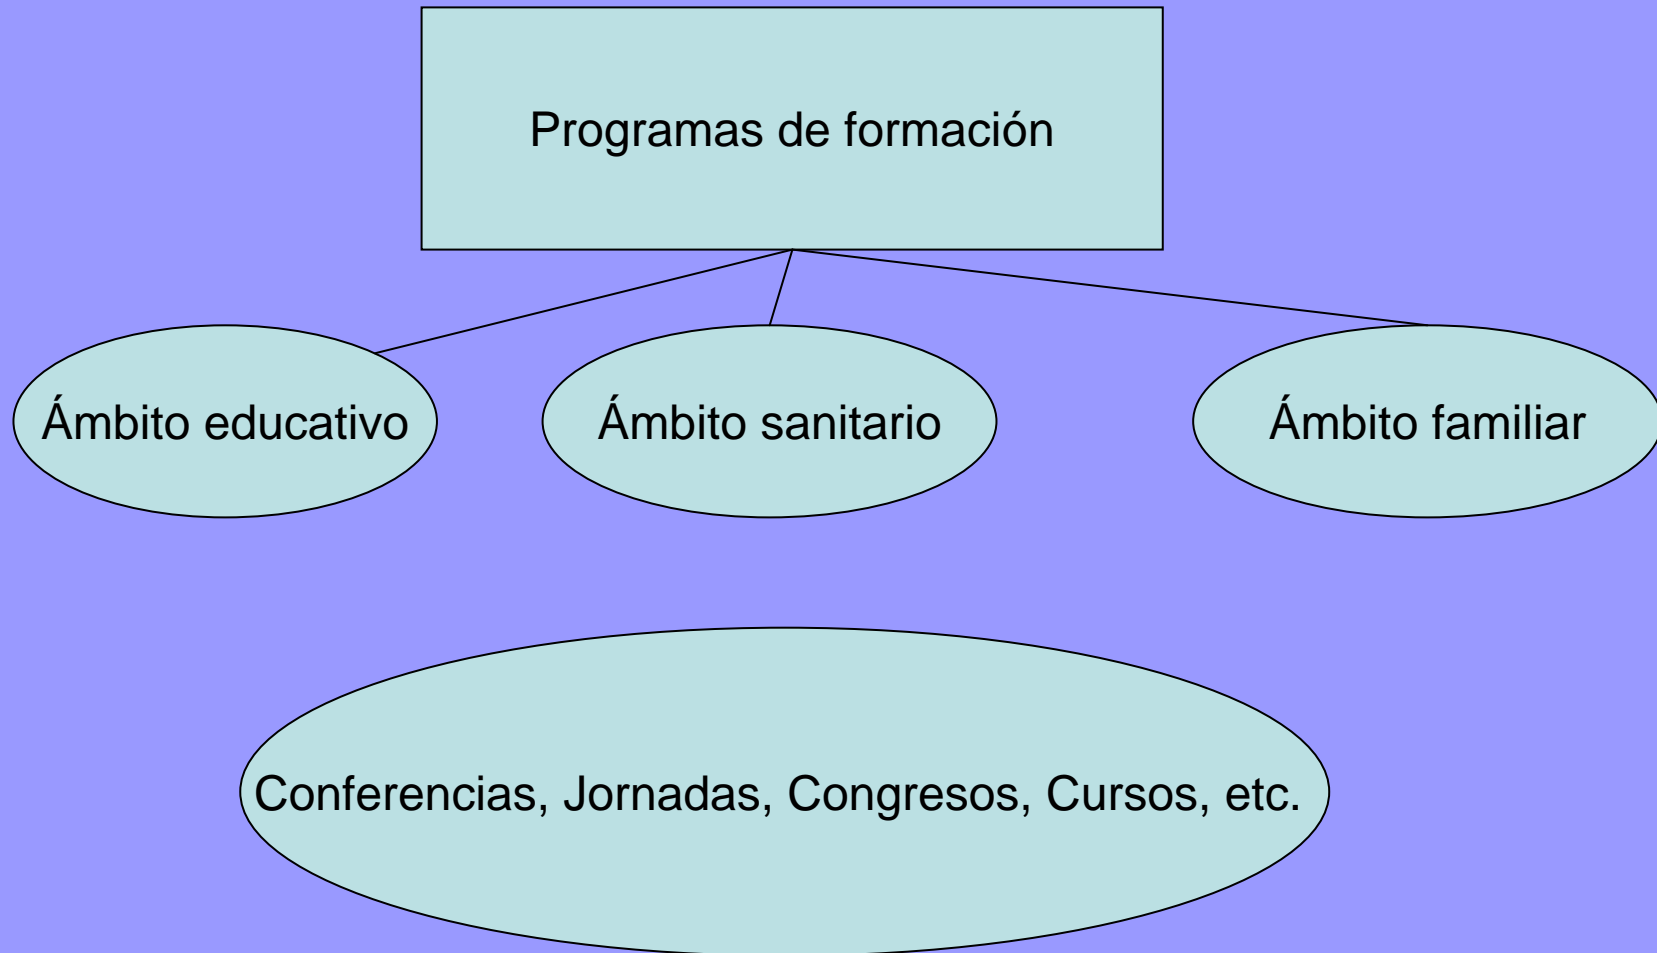 Programas de formación
Ámbito educativo
Ámbito sanitario
Ámbito familiar
Conferencias, Jornadas, Congresos, Cursos, etc.